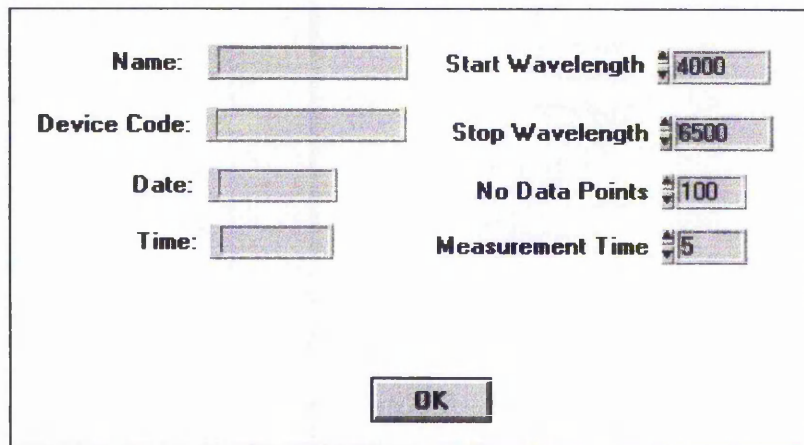 Name:
Device Code:
Date:
Time:
Start Wavelength 4000
Stop Wavelength 6500
No Data Points 100
Measurement Time 5
OK